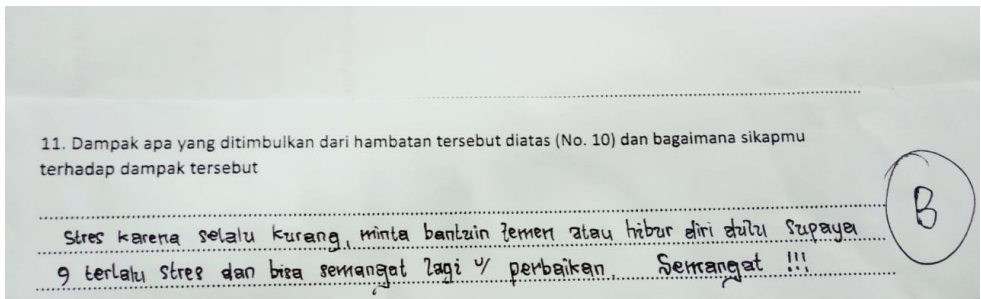 11. Dampak apa yang ditimbulkan dari hambatan tersebut diatas (No. 10) dan bagaimana sikapmu
terhadap dampak tersebut
Stres karena selalu kurang, minta bantuin temen atau hibur diri dulu supaya
g terlalu stres dan bisa semangat lagi u/ perbaikan. Semangat !!!
B